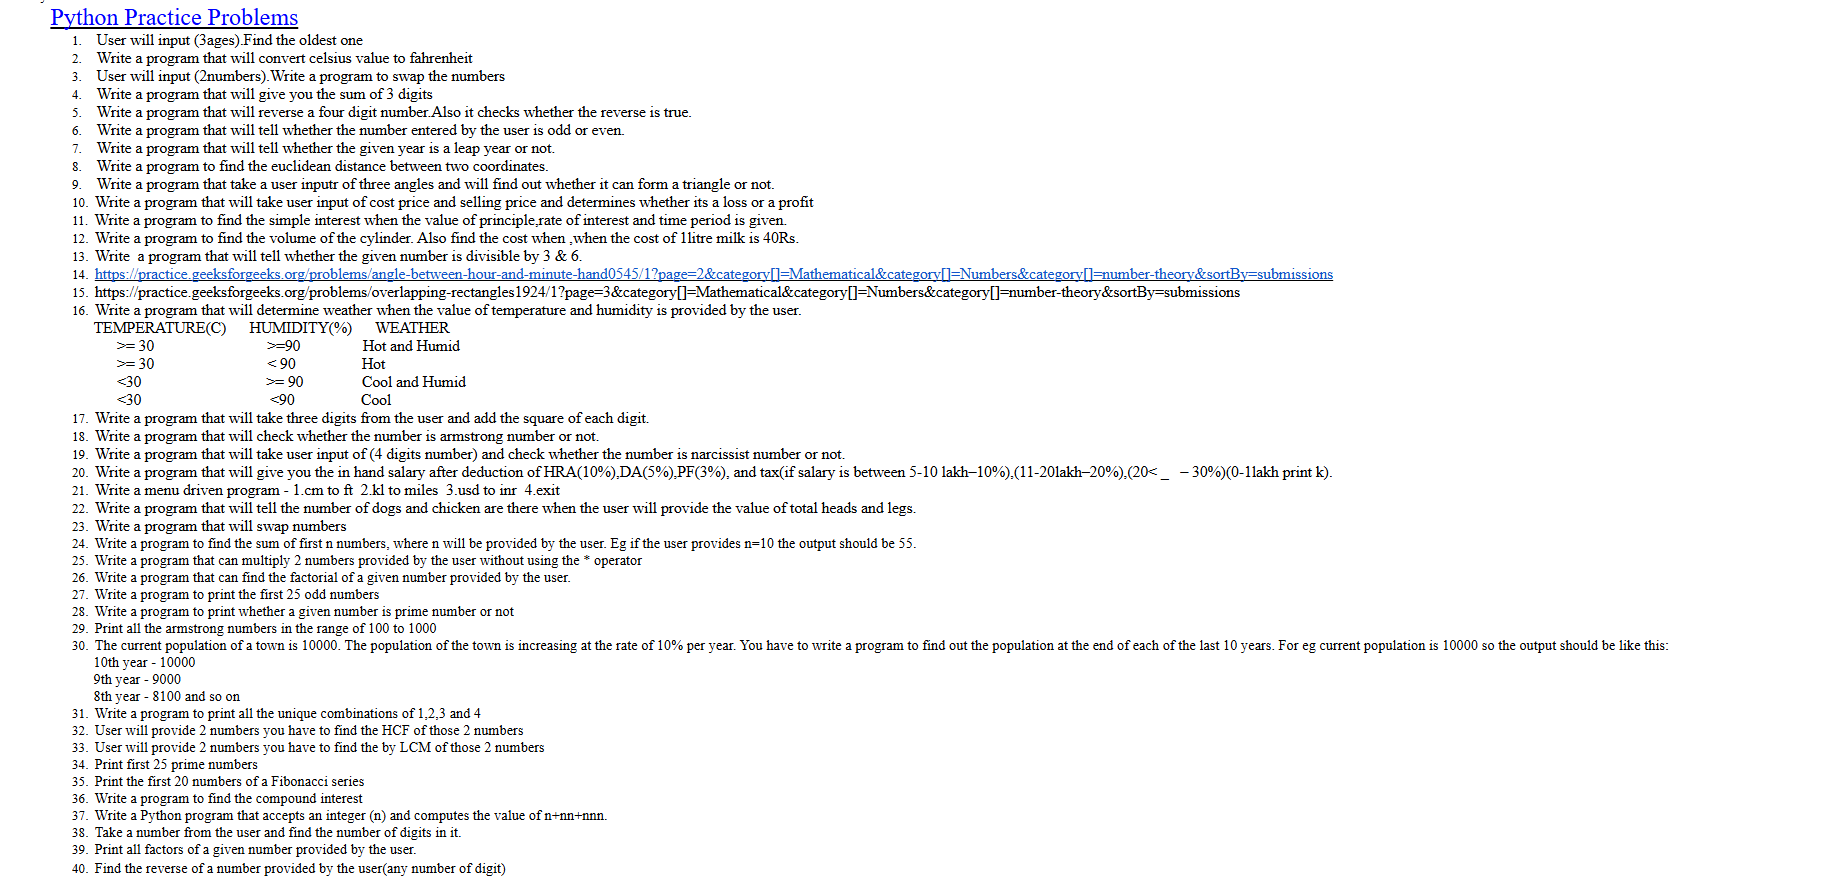 Python Practice Problems
1. User will input (3ages).Find the oldest one
2. Write a program that will convert celsius value to fahrenheit
3. User will input (2numbers).Write a program to swap the numbers
4. Write a program that will give you the sum of 3 digits
5. Write a program that will reverse a four digit number.Also it checks whether the reverse is true.
6. Write a program that will tell whether the number entered by the user is odd or even.
7. Write a program that will tell whether the given year is a leap year or not.
8. Write a program to find the euclidean distance between two coordinates.
9. Write a program that take a user inputr of three angles and will find out whether it can form a triangle or not.
10. Write a program that will take user input of cost price and selling price and determines whether its a loss or a profit
11. Write a program to find the simple interest when the value of principle,rate of interest and time period is given.
12. Write a program to find the volume of the cylinder. Also find the cost when ,when the cost of 1litre milk is 40Rs.
13. Write  a program that will tell whether the given number is divisible by 3 & 6.
14. https://practice.geeksforgeeks.org/problems/angle-between-hour-and-minute-hand0545/1?page=2&category[]=Mathematical&category[]=Numbers&category[]=number-theory&sortBy=submissions
15. https://practice.geeksforgeeks.org/problems/overlapping-rectangles1924/1?page=3&category[]=Mathematical&category[]=Numbers&category[]=number-theory&sortBy=submissions
16. Write a program that will determine weather when the value of temperature and humidity is provided by the user.
TEMPERATURE(C) HUMIDITY(%) WEATHER
>= 30 >=90 Hot and Humid
>= 30 < 90 Hot
<30 >= 90 Cool and Humid
<30 <90 Cool
17. Write a program that will take three digits from the user and add the square of each digit.
18. Write a program that will check whether the number is armstrong number or not.
19. Write a program that will take user input of (4 digits number) and check whether the number is narcissist number or not.
20. Write a program that will give you the in hand salary after deduction of HRA(10%),DA(5%),PF(3%), and tax(if salary is between 5-10 lakh–10%),(11-20lakh–20%),(20< _ – 30%)(0-1lakh print k).
21. Write a menu driven program - 1.cm to ft 2.kl to miles 3.usd to inr 4.exit
22. Write a program that will tell the number of dogs and chicken are there when the user will provide the value of total heads and legs.
23. Write a program that will swap numbers
24. Write a program to find the sum of first n numbers, where n will be provided by the user. Eg if the user provides n=10 the output should be 55.
25. Write a program that can multiply 2 numbers provided by the user without using the * operator
26. Write a program that can find the factorial of a given number provided by the user.
27. Write a program to print the first 25 odd numbers
28. Write a program to print whether a given number is prime number or not
29. Print all the armstrong numbers in the range of 100 to 1000
30. The current population of a town is 10000. The population of the town is increasing at the rate of 10% per year. You have to write a program to find out the population at the end of each of the last 10 years. For eg current population is 10000 so the output should be like this:
10th year - 10000
9th year - 9000
8th year - 8100 and so on
31. Write a program to print all the unique combinations of 1,2,3 and 4
32. User will provide 2 numbers you have to find the HCF of those 2 numbers
33. User will provide 2 numbers you have to find the by LCM of those 2 numbers
34. Print first 25 prime numbers
35. Print the first 20 numbers of a Fibonacci series
36. Write a program to find the compound interest
37. Write a Python program that accepts an integer (n) and computes the value of n+nn+nnn.
38. Take a number from the user and find the number of digits in it.
39. Print all factors of a given number provided by the user.
40. Find the reverse of a number provided by the user(any number of digit)